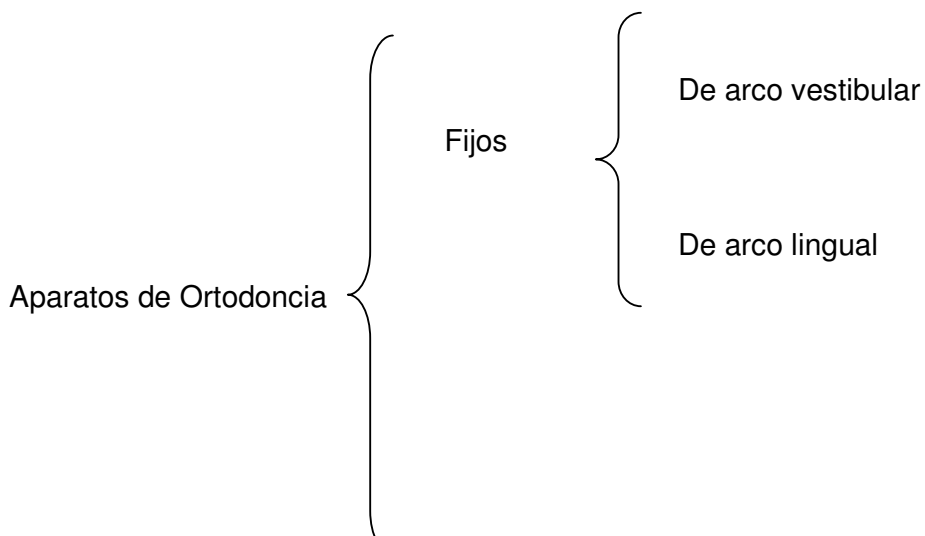 De arco vestibular
Fijos
De arco lingual
Aparatos de Ortodoncia